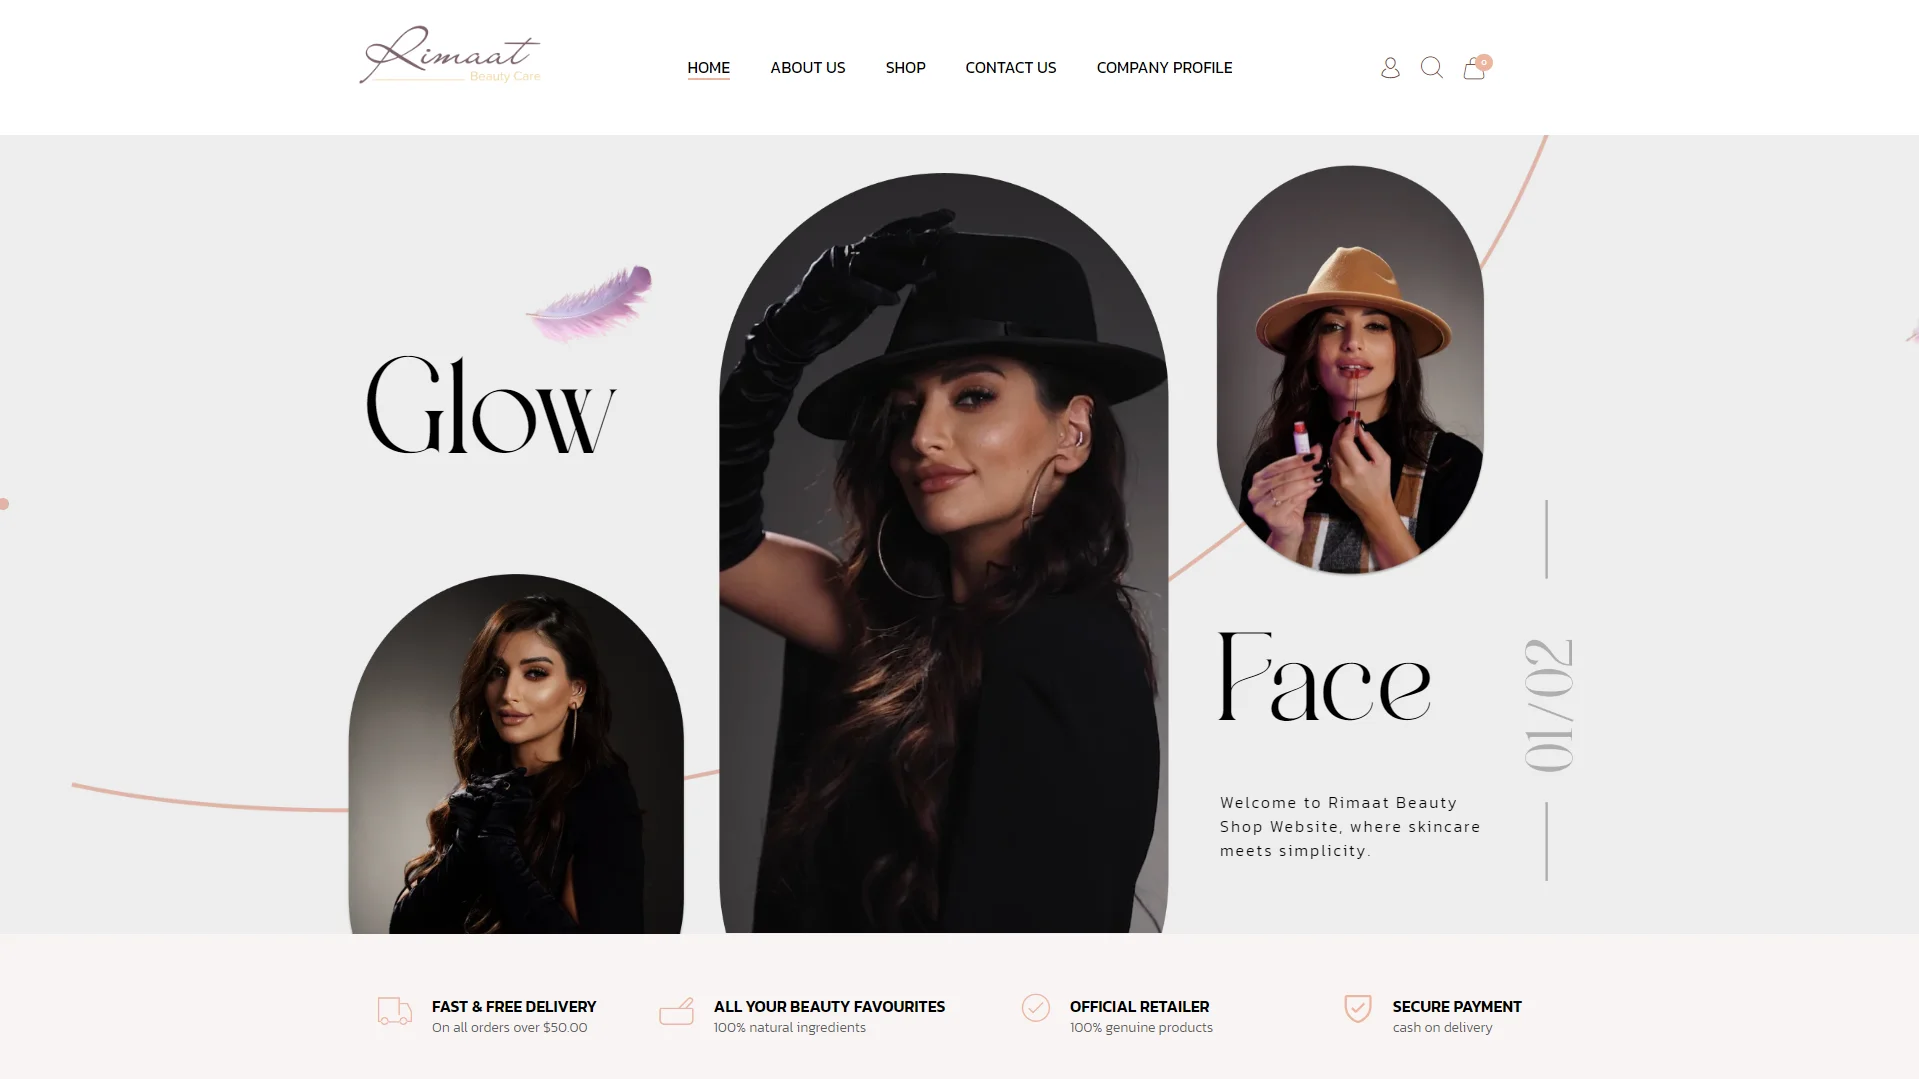 Rimaat
Beauty Care
HOME
ABOUT US
SHOP
CONTACT US
COMPANY PROFILE
0
Glow
Face
Welcome to Rimaat Beauty
Shop Website, where skincare
meets simplicity.
01/02
FAST & FREE DELIVERY
On all orders over $50.00
ALL YOUR BEAUTY FAVOURITES
100% natural ingredients
OFFICIAL RETAILER
100% genuine products
SECURE PAYMENT
cash on delivery